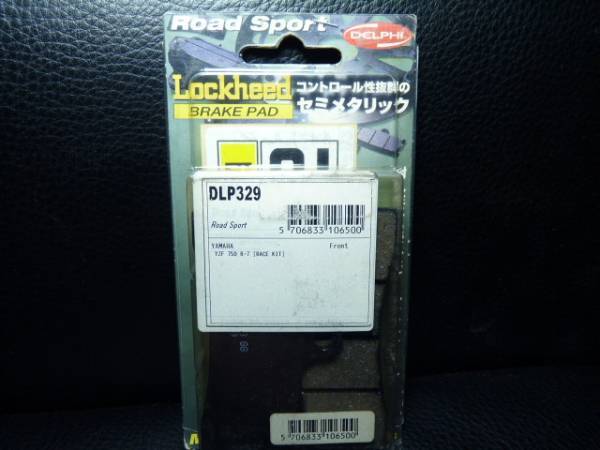 Road Sport
DELPHI
Lockheed
BRAKE PAD
コントロール性抜群の
セミメタリック
DLP329
Road Sport
5 706833 106500
YAMAHA Front
YZF 750 R-7 [RACE KIT]
5 706833 106500